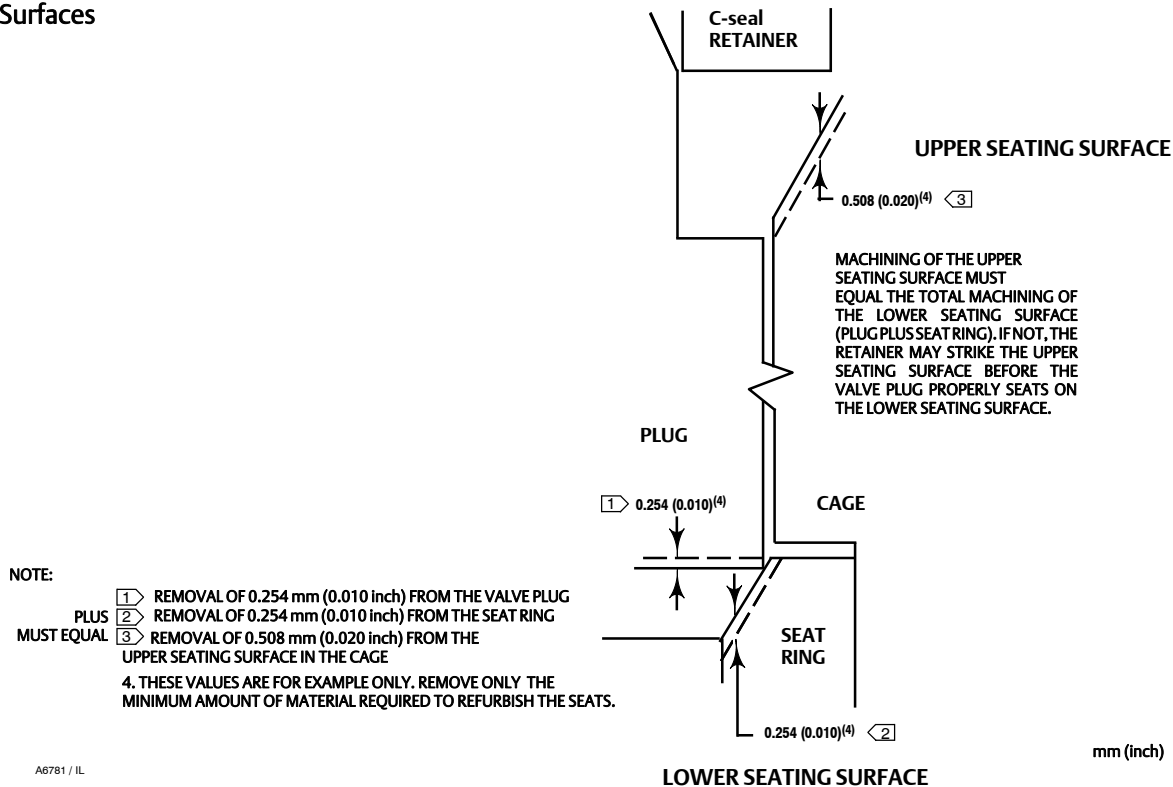 Surfaces
C-seal
RETAINER
UPPER SEATING SURFACE
0.508 (0.020)(4) 3
MACHINING OF THE UPPER
SEATING SURFACE MUST
EQUAL THE TOTAL MACHINING OF
THE LOWER SEATING SURFACE
(PLUG PLUS SEAT RING). IF NOT, THE
RETAINER MAY STRIKE THE UPPER
SEATING SURFACE BEFORE THE
VALVE PLUG PROPERLY SEATS ON
THE LOWER SEATING SURFACE.
PLUG
1 0.254 (0.010)(4)
CAGE
NOTE:
1 REMOVAL OF 0.254 mm (0.010 inch) FROM THE VALVE PLUG
PLUS 2 REMOVAL OF 0.254 mm (0.010 inch) FROM THE SEAT RING
MUST EQUAL 3 REMOVAL OF 0.508 mm (0.020 inch) FROM THE
UPPER SEATING SURFACE IN THE CAGE
4. THESE VALUES ARE FOR EXAMPLE ONLY. REMOVE ONLY THE
MINIMUM AMOUNT OF MATERIAL REQUIRED TO REFURBISH THE SEATS.
SEAT
RING
0.254 (0.010)(4) 2
mm (inch)
A6781 / IL
LOWER SEATING SURFACE